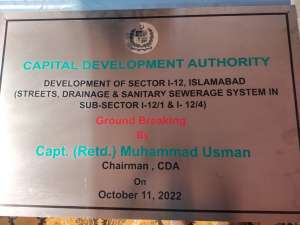 CAPITAL DEVELOPMENT AUTHORITY
DEVELOPMENT OF SECTOR I-12, ISLAMABAD
(STREETS, DRAINAGE & SANITARY SEWERAGE SYSTEM IN
SUB-SECTOR I-12/1 & I- 12/4)
Ground Breaking
By
Capt. (Retd.) Muhammad Usman
Chairman , CDA
On
October 11, 2022